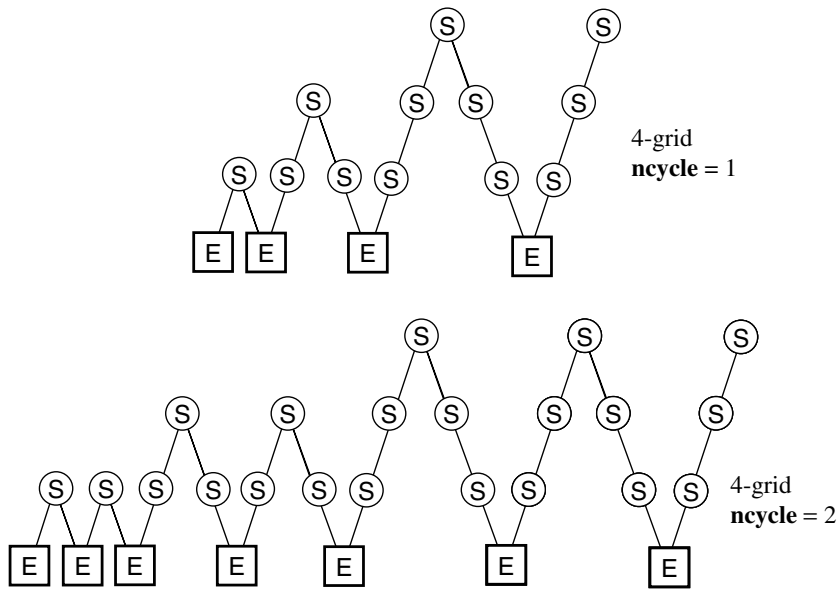 S S
S S S S
4-grid
ncycle = 1
S S S S S S
E E E E
S S S
S S S S S S S
S S S S S S S S S S S
4-grid
ncycle = 2
E E E E E E E